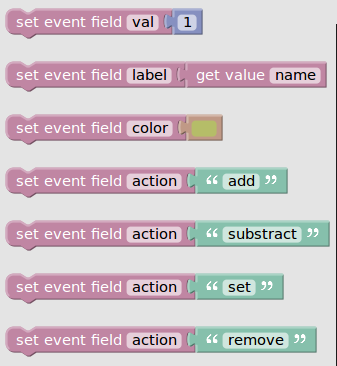 set event field val 1
set event field label get value name
set event field color
set event field action “ add ”
set event field action “ substract ”
set event field action “ set ”
set event field action “ remove ”